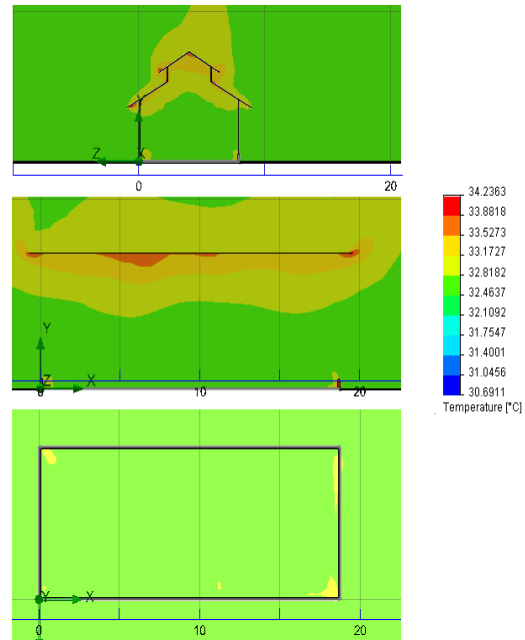 Y
Z X
0 20
Y
Z X
0 10 20
Y X
0 10 20
34.2363
33.8818
33.5273
33.1727
32.8182
32.4637
32.1092
31.7547
31.4001
31.0456
30.6911
Temperature [°C]